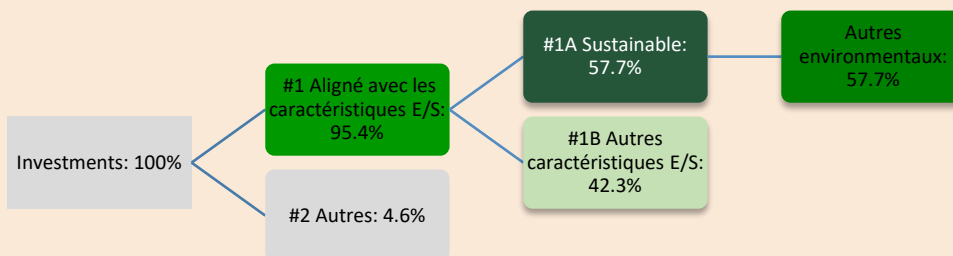 Investments: 100%
#1 Aligné avec les
caractéristiques E/S:
95.4%
#2 Autres: 4.6%
#1A Sustainable:
57.7%
#1B Autres
caractéristiques E/S:
42.3%
Autres
environmentaux:
57.7%